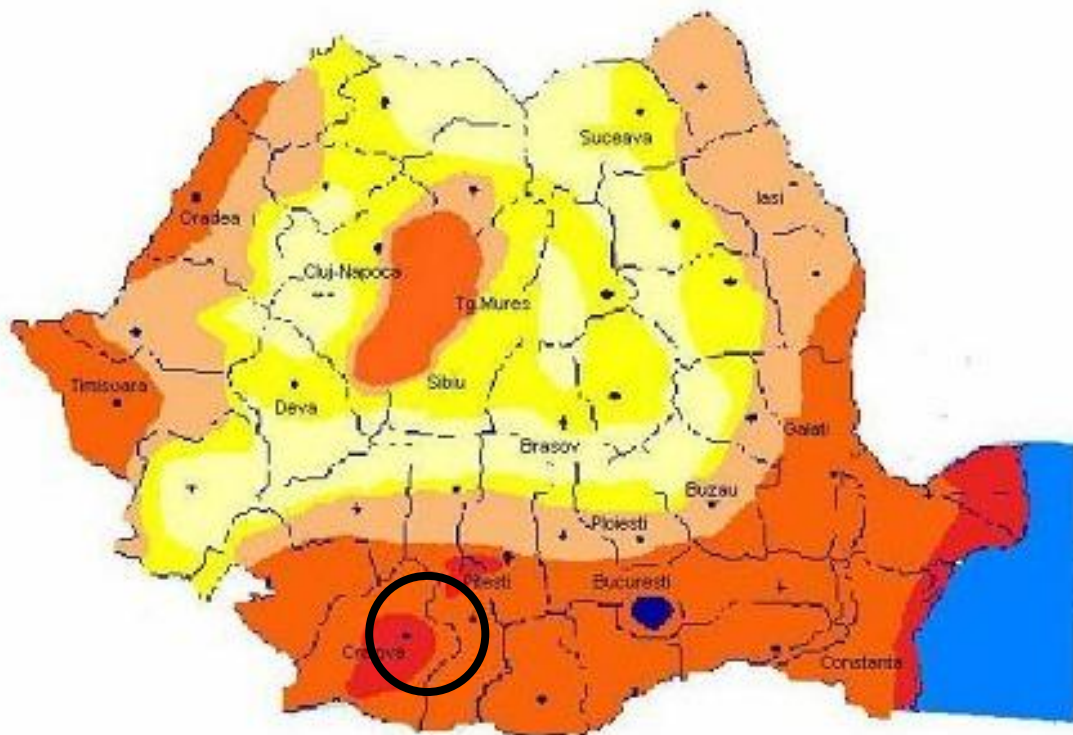 Suceava
Iasi
Oradea
Cluj-Napoca
Tg.Mures
Timisoara
Sibiu
Deva
Galati
Brasov
Buzau
Ploiesti
Pitesti
Bucuresti
Craiova
Constanta